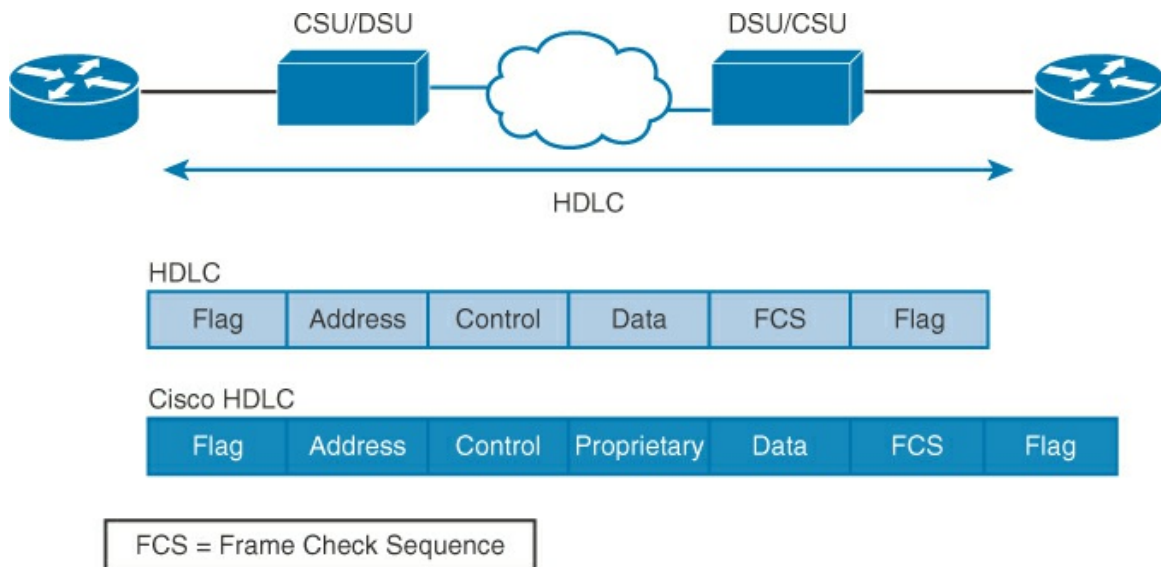 CSU/DSU DSU/CSU
HDLC
HDLC
Flag Address Control Data FCS Flag
Cisco HDLC
Flag Address Control Proprietary Data FCS Flag
FCS = Frame Check Sequence